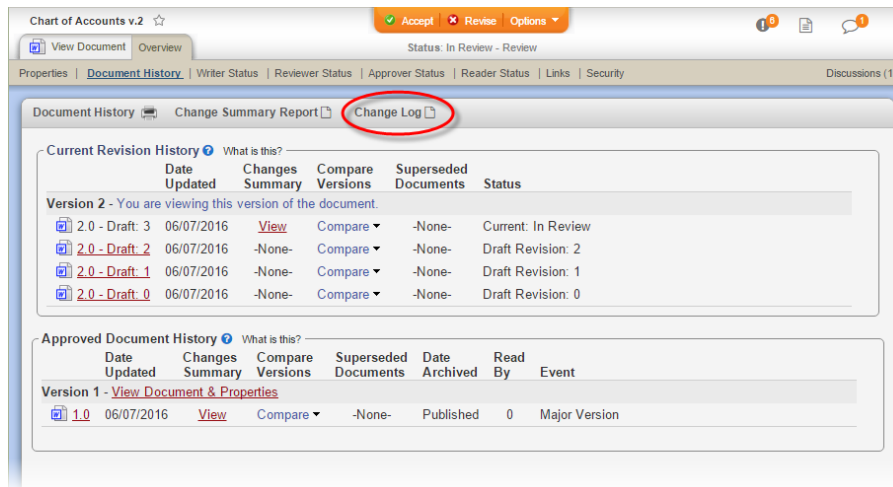 Chart of Accounts v.2
Accept Revise Options
6 1
View Document Overview
Status: In Review - Review
Properties | Document History | Writer Status | Reviewer Status | Approver Status | Reader Status | Links | Security Discussions (1
Document History Change Summary Report Change Log
Current Revision History ? What is this?
Date Updated Changes Summary Compare Versions Superseded Documents Status
Version 2 - You are viewing this version of the document.
2.0 - Draft: 3 06/07/2016 View Compare -None- Current: In Review
2.0 - Draft: 2 06/07/2016 -None- Compare -None- Draft Revision: 2
2.0 - Draft: 1 06/07/2016 -None- Compare -None- Draft Revision: 1
2.0 - Draft: 0 06/07/2016 -None- Compare -None- Draft Revision: 0
Approved Document History ? What is this?
Date Updated Changes Summary Compare Versions Superseded Documents Date Archived Read By Event
Version 1 - View Document & Properties
1.0 06/07/2016 View Compare -None- Published 0 Major Version